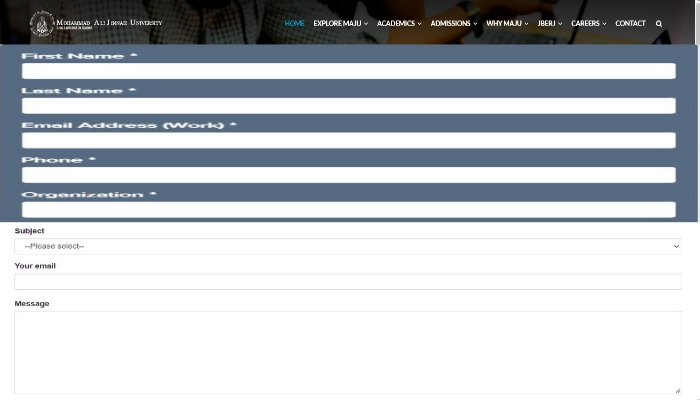 Mohammad Ali Jinnah University
HOME EXPLORE MAJU ACADEMICS ADMISSIONS WHY MAJU JBERJ CAREERS CONTACT
First Name *
Last Name *
Email Address (Work) *
Phone *
Organization *
Subject
--Please select--
Your email
Message